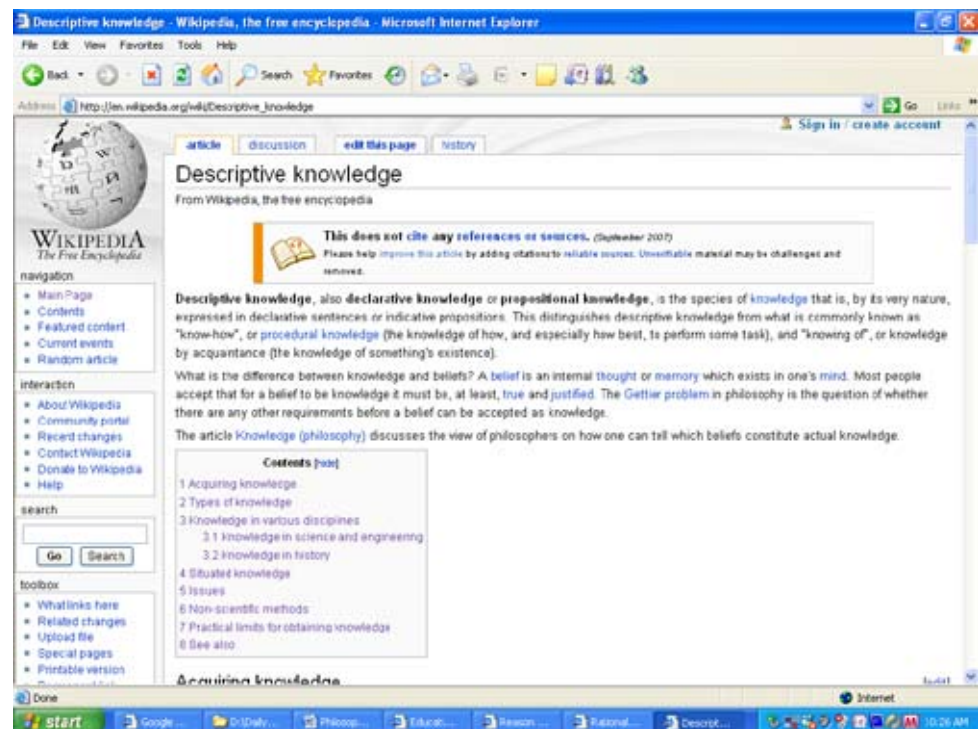 Descriptive knowledge - Wikipedia, the free encyclopedia - Microsoft Internet Explorer
File Edit View Favorites Tools Help
Back Search Favorites
Address http://en.wikipedia.org/wiki/Descriptive_knowledge Go Links
Sign in / create account
article discussion edit this page history
Descriptive knowledge
From Wikipedia, the free encyclopedia
This does not cite any references or sources. (September 2007)
Please help improve this article by adding citations to reliable sources. Unverifiable material may be challenged and
removed.
Descriptive knowledge, also declarative knowledge or propositional knowledge, is the species of knowledge that is, by its very nature,
expressed in declarative sentences or indicative propositions. This distinguishes descriptive knowledge from what is commonly known as
"know-how", or procedural knowledge (the knowledge of how, and especially how best, to perform some task), and "knowing of", or knowledge
by acquantance (the knowledge of something's existence).
What is the difference between knowledge and beliefs? A belief is an internal thought or memory which exists in one's mind. Most people
accept that for a belief to be knowledge it must be, at least, true and justified. The Gettier problem in philosophy is the question of whether
there are any other requirements before a belief can be accepted as knowledge.
The article Knowledge (philosophy) discusses the view of philosophers on how one can tell which beliefs constitute actual knowledge.
Contents [hide]
1 Acquiring knowledge
2 Types of knowledge
3 Knowledge in various disciplines
3.1 Knowledge in science and engineering
3.2 Knowledge in history
4 Situated knowledge
5 Issues
6 Non-scientific methods
7 Practical limits for obtaining knowledge
8 See also
Acquiring knowledge
[edit]
WIKIPEDIA
The Free Encyclopedia
navigation
Main Page
Contents
Featured content
Current events
Random article
interaction
About Wikipedia
Community portal
Recent changes
Contact Wikipedia
Donate to Wikipedia
Help
search
Go Search
toolbox
What links here
Related changes
Upload file
Special pages
Printable version
Done Internet
start Google ... D:\Daily... Philosop... Educati... Reason ... Rational... Descript... 10:26 AM